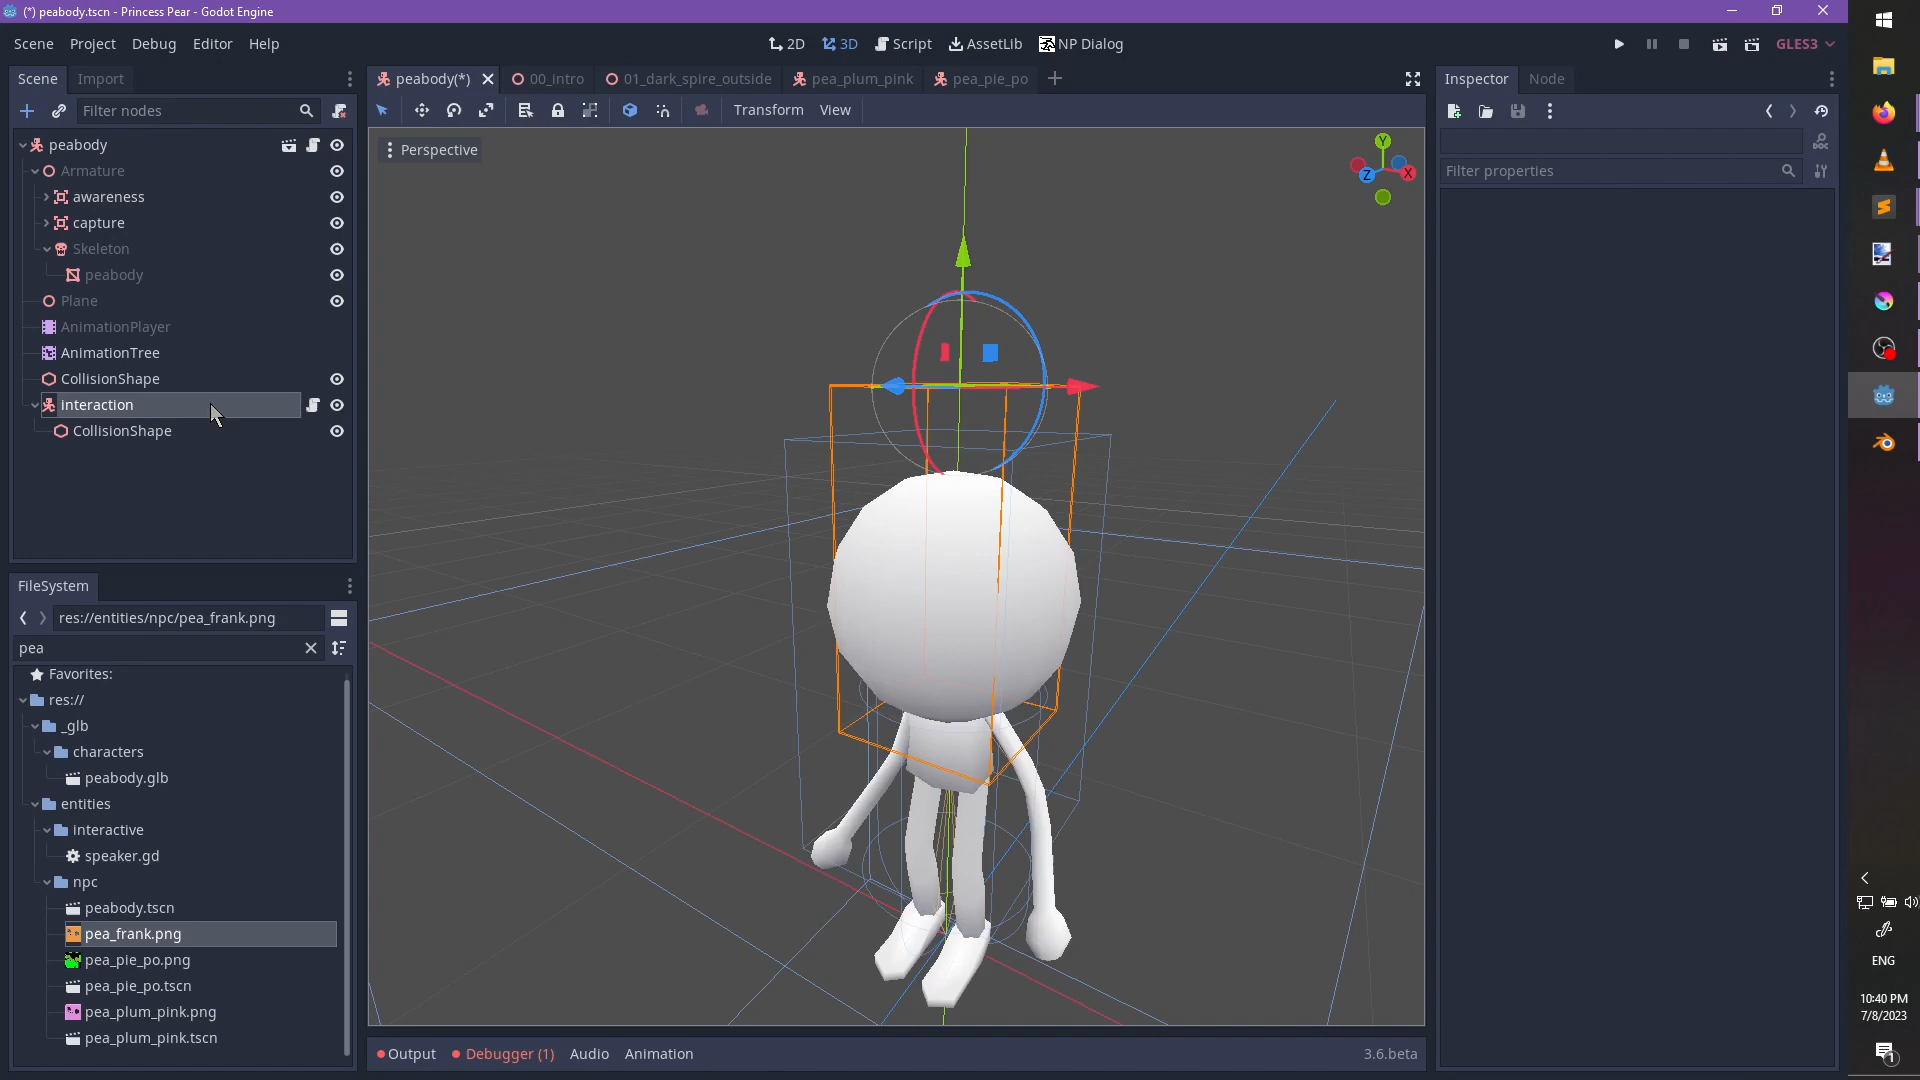 (*) peabody.tscn - Princess Pear - Godot Engine
Scene Project Debug Editor Help
2D 3D Script AssetLib NP Dialog
GLES3
Scene Import
peabody(*) 00_intro 01_dark_spire_outside pea_plum_pink pea_pie_po
Inspector Node
Filter nodes
Transform View
peabody
Armature
awareness
capture
Skeleton
peabody
Plane
AnimationPlayer
AnimationTree
CollisionShape
interaction
CollisionShape
Perspective
Y
Z X
DOC
Filter properties
FileSystem
res://entities/npc/pea_frank.png
pea
Favorites:
res://
_glb
characters
peabody.glb
entities
interactive
speaker.gd
npc
peabody.tscn
pea_frank.png
pea_pie_po.png
pea_pie_po.tscn
pea_plum_pink.png
pea_plum_pink.tscn
Output Debugger (1) Audio Animation 3.6.beta
ENG
10:40 PM
7/8/2023
1